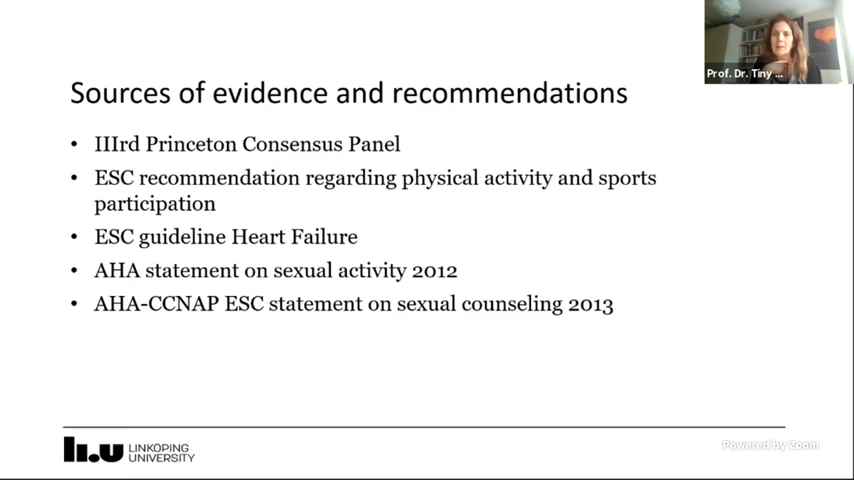 Prof. Dr. Tiny ...
Sources of evidence and recommendations
• IIIrd Princeton Consensus Panel
• ESC recommendation regarding physical activity and sports
participation
• ESC guideline Heart Failure
• AHA statement on sexual activity 2012
• AHA-CCNAP ESC statement on sexual counseling 2013
li.u LINKÖPING
UNIVERSITY
Powered by Zoom